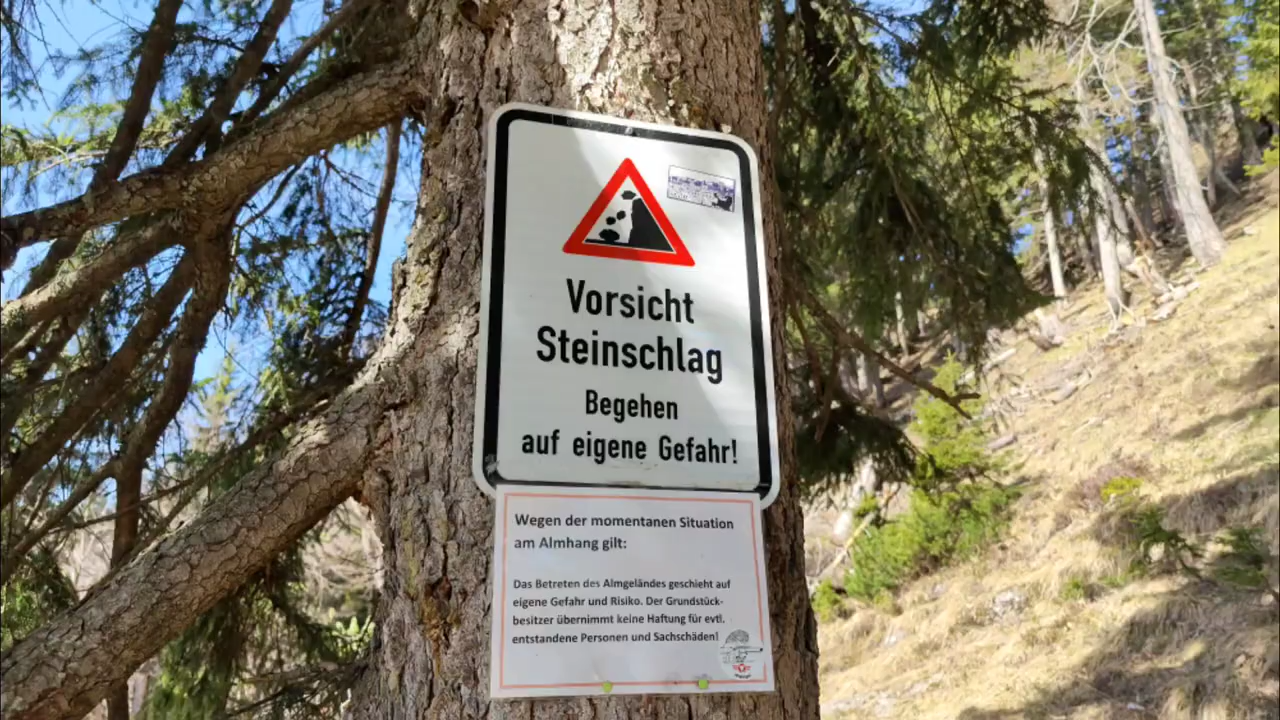 Vorsicht
Steinschlag
Begehen
auf eigene Gefahr!
Wegen der momentanen Situation
am Almhang gilt:
Das Betreten des Almgeländes geschieht auf
eigene Gefahr und Risiko. Der Grundstück-
besitzer übernimmt keine Haftung für evtl.
entstandene Personen und Sachschäden!